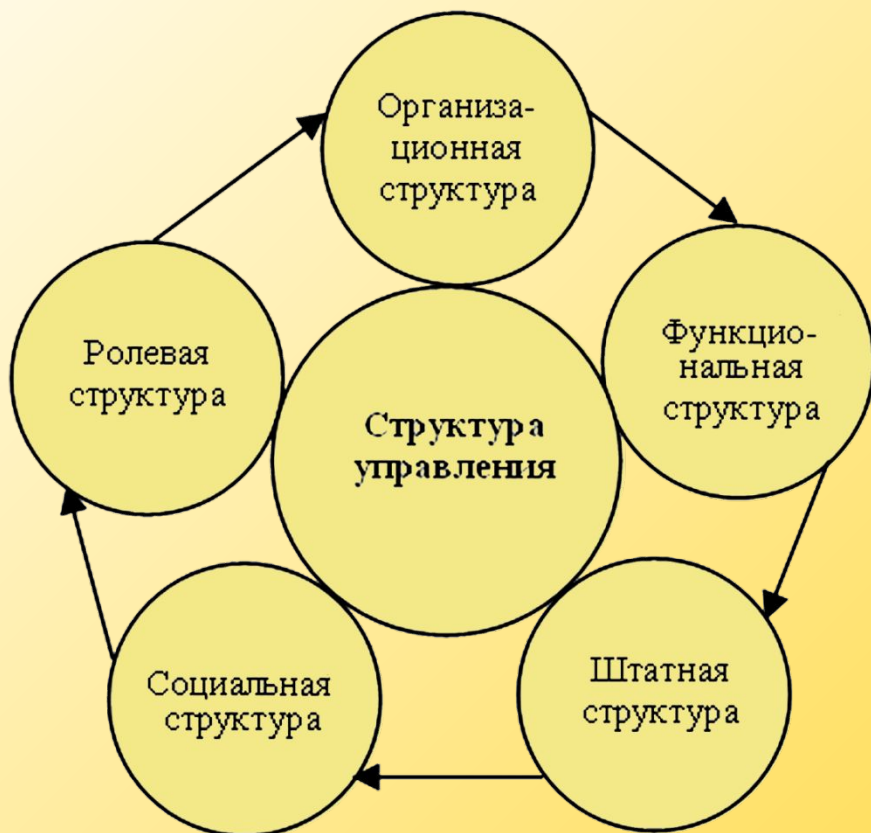 Организа-
ционная
структура
Функцио-
нальная
структура
Штатная
структура
Социальная
структура
Ролевая
структура
Структура
управления